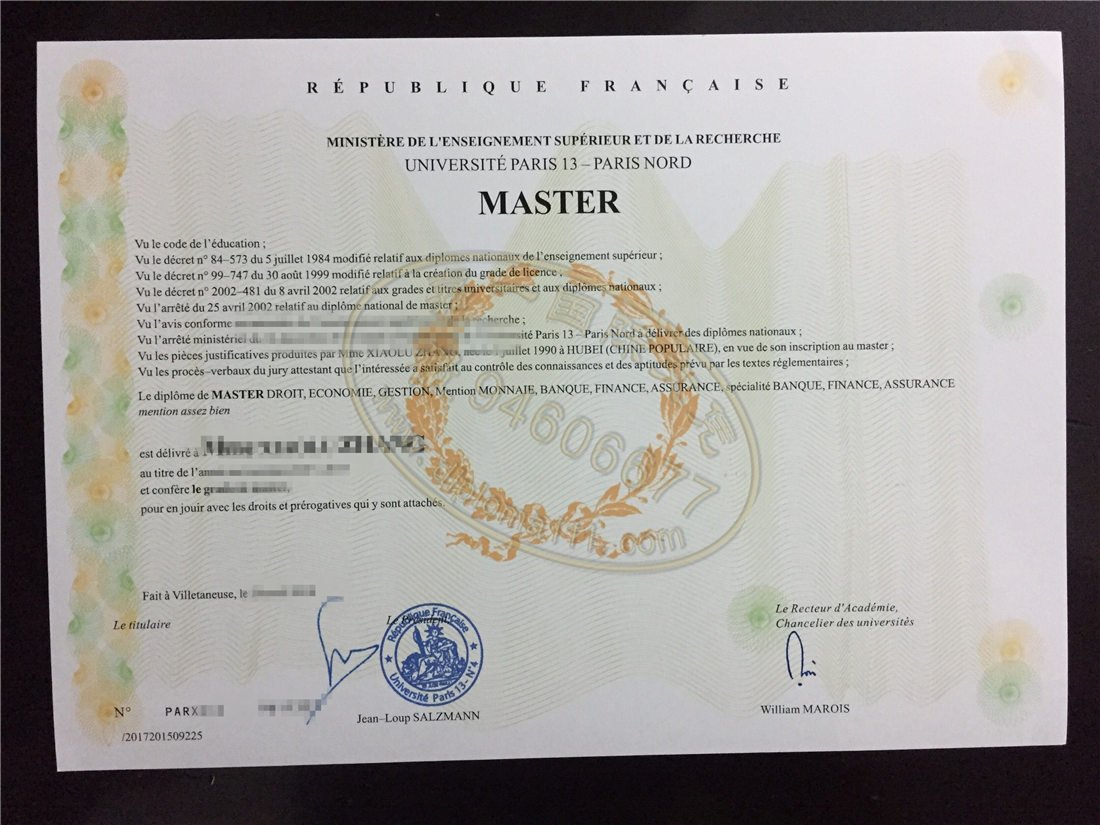 RÉPUBLIQUE FRANÇAISE
MINISTÈRE DE L'ENSEIGNEMENT SUPÉRIEUR ET DE LA RECHERCHE
UNIVERSITÉ PARIS 13 – PARIS NORD
MASTER
Vu le code de l'éducation ;
Vu le décret n° 84–573 du 5 juillet 1984 modifié relatif aux diplomes nationaux de l'enseignement supérieur ;
Vu le décret n° 99–747 du 30 août 1999 modifié relatif à la création du grade de licence ;
Vu le décret n° 2002–481 du 8 avril 2002 relatif aux grades et titres universitaires et aux diplômes nationaux ;
Vu l'arrêté du 25 avril 2002 relatif au diplôme national de master ;
Vu l'avis conforme recherche ;
Vu l'arrêté ministériel Paris 13 – Paris Nord à délivrer des diplômes nationaux ;
Vu les pièces justificatives produites par Mme XIAOLU ZHANG, juillet 1990 à HUBEI (CHINE POPULAIRE), en vue de son inscription au master ;
Vu les procès–verbaux du jury attestant que l'intéressée a satisfait au contrôle des connaissances et des aptitudes prévu par les textes réglementaires ;
Le diplôme de MASTER DROIT, ECONOMIE, GESTION, Mention MONNAIE, BANQUE, FINANCE, ASSURANCE, spécialité BANQUE, FINANCE, ASSURANCE
mention assez bien
est délivré à
au titre de
et confère le
pour en jouir avec les droits et prérogatives qui y sont attachés.
Fait à Villetaneuse, le
Le titulaire
Le Président
République Française
Université Paris 13 - N°4
Jean–Loup SALZMANN
Le Recteur d'Académie,
Chancelier des universités
William MAROIS
N° PARX
/2017201509225